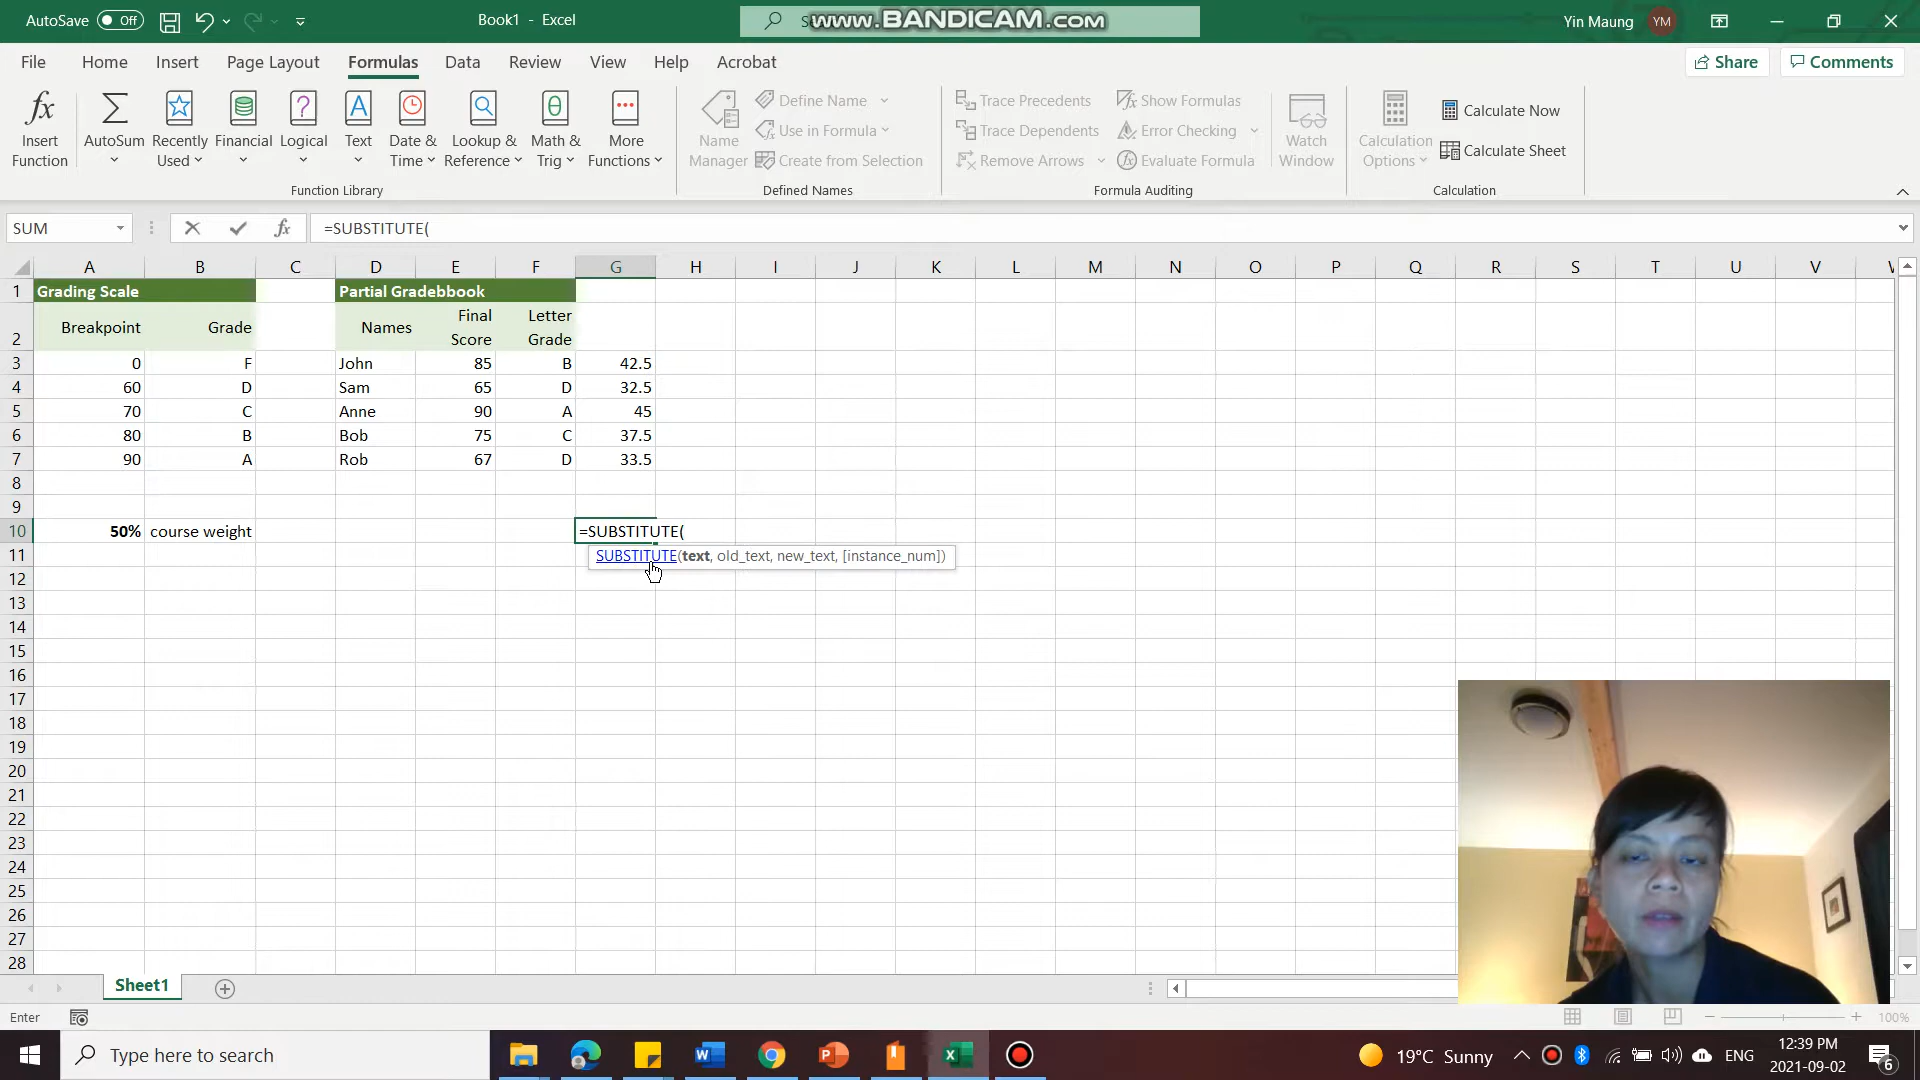 AutoSave Off
Book1 - Excel
S
www.BANDICAM.com
Yin Maung YM
File Home Insert Page Layout Formulas Data Review View Help Acrobat
Share Comments
Insert Function
AutoSum
Recently Used
Financial
Logical
Text
Date & Time
Lookup & Reference
Math & Trig
More Functions
Function Library
Name Manager
Define Name
Use in Formula
Create from Selection
Defined Names
Trace Precedents
Trace Dependents
Remove Arrows
Show Formulas
Error Checking
Evaluate Formula
Formula Auditing
Watch Window
Calculation Options
Calculate Now
Calculate Sheet
Calculation
SUM
fx
=SUBSTITUTE(
A B C D E F G H I J K L M N O P Q R S T U V
1 Grading Scale Partial Gradebbook
2 Breakpoint Grade Names Final Score Letter Grade
3 0 F John 85 B 42.5
4 60 D Sam 65 D 32.5
5 70 C Anne 90 A 45
6 80 B Bob 75 C 37.5
7 90 A Rob 67 D 33.5
8
9
10 50% course weight =SUBSTITUTE(
11 SUBSTITUTE(text, old_text, new_text, [instance_num])
12
13
14
15
16
17
18
19
20
21
22
23
24
25
26
27
28
Sheet1
Enter
100%
Type here to search
19°C Sunny
ENG
12:39 PM
2021-09-02
6